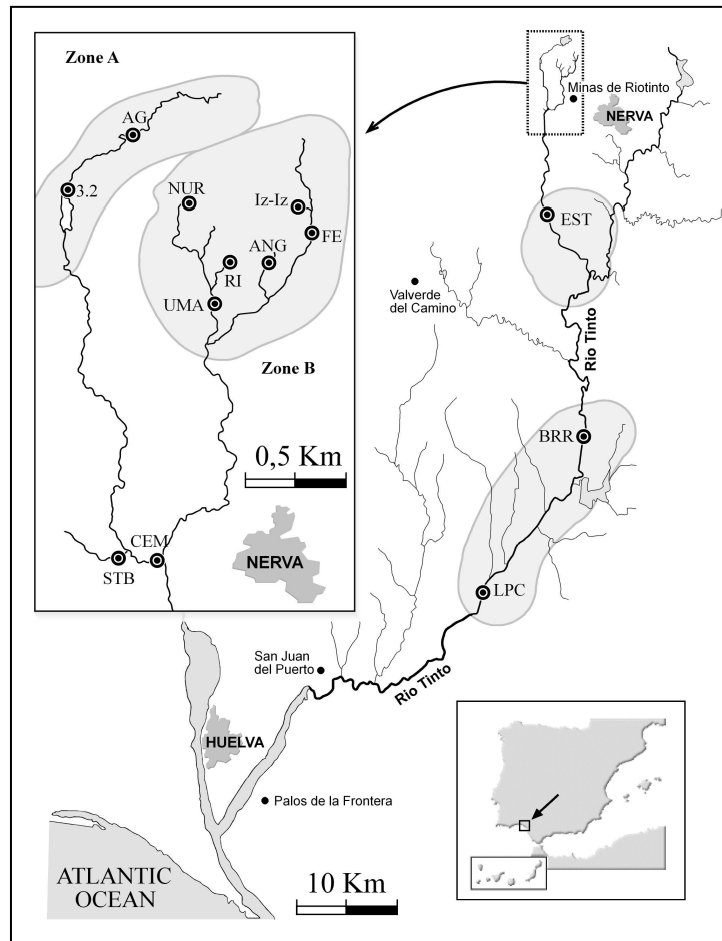 Zone A
AG
3.2
NUR
Iz-Iz
FE
ANG
RI
UMA
Zone B
0,5 Km
CEM
STB
NERVA
Minas de Riotinto
NERVA
EST
Valverde
del Camino
Rio Tinto
BRR
LPC
San Juan
del Puerto
Rio Tinto
HUELVA
Palos de la Frontera
ATLANTIC
OCEAN
10 Km